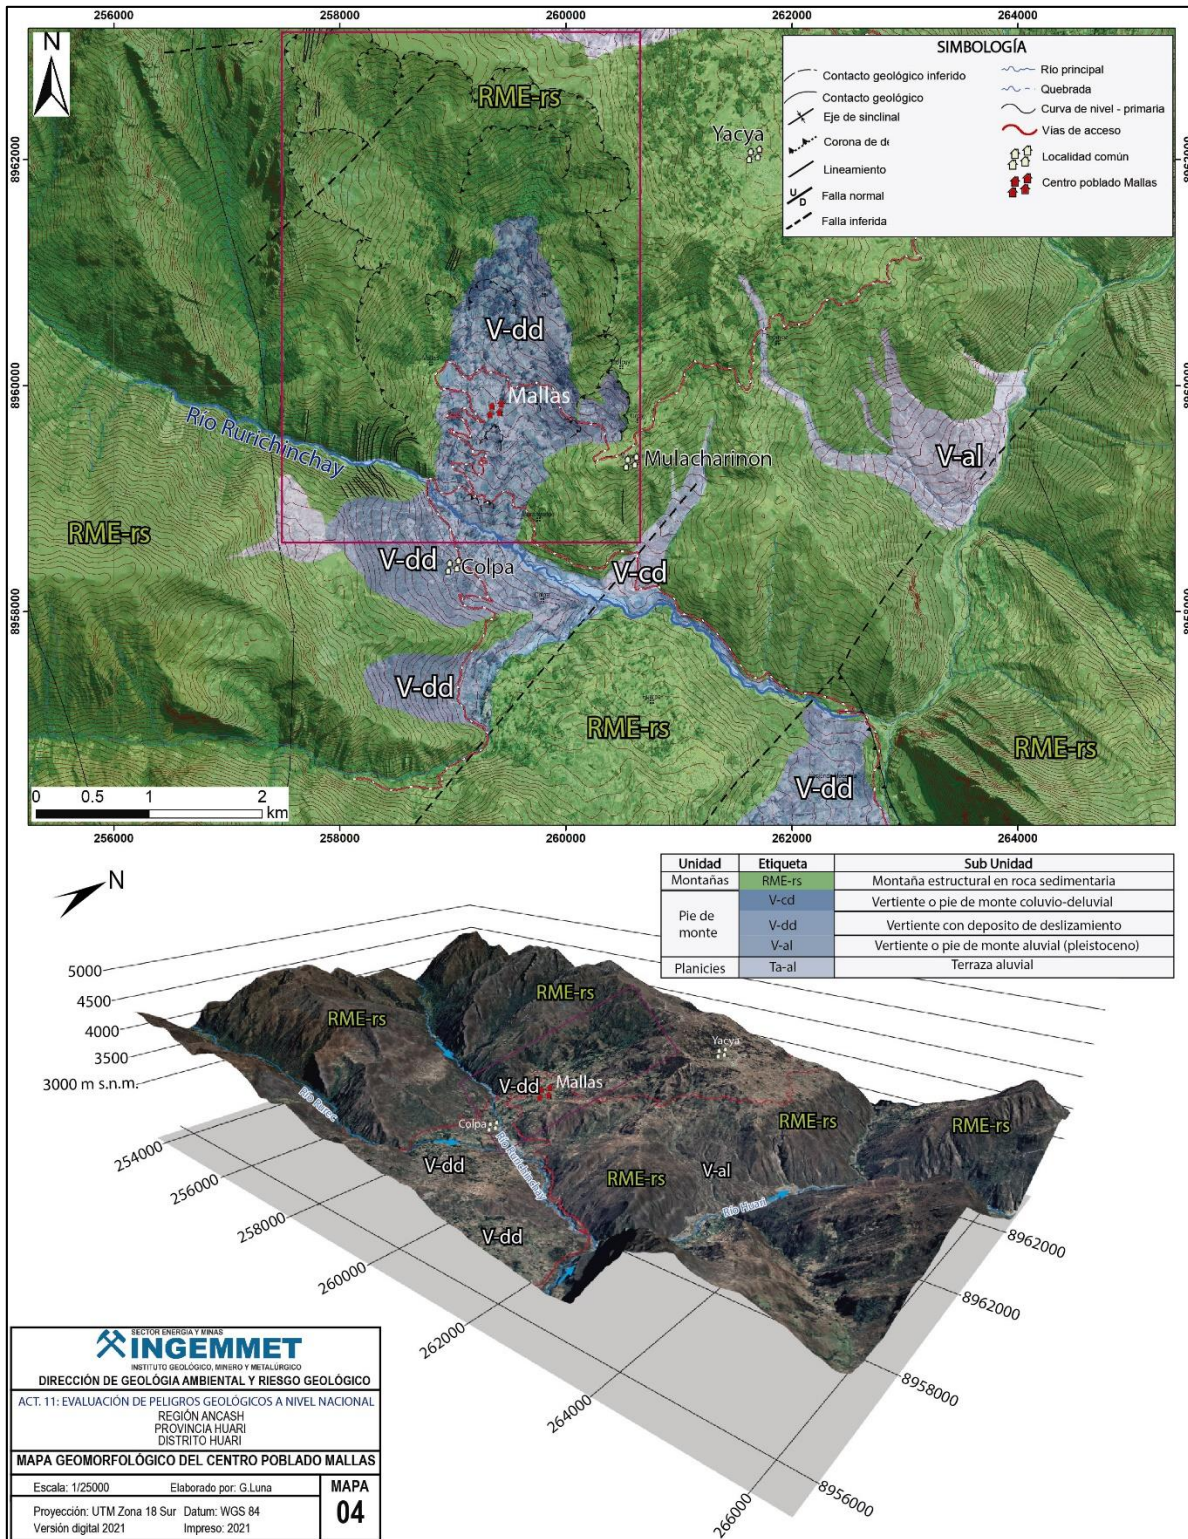 256000 258000 260000 262000 264000
N
SIMBOLOGÍA
Contacto geológico inferido
Contacto geológico
Eje de sinclinal
Corona de de
Lineamiento
U
D
Falla normal
Falla inferida
Río principal
Quebrada
Curva de nivel - primaria
Vías de acceso
Localidad común
Centro poblado Mallas
8962000
8962000
RME-rs
Yacya
V-dd
8960000
8960000
Mallas
Río Rurichinchay
Mulacharinon
V-al
RME-rs
V-dd
Colpa
V-cd
8958000
8958000
V-dd
RME-rs
RME-rs
V-dd
0 0.5 1 2
km
256000 258000 260000 262000 264000
Unidad Etiqueta Sub Unidad
Montañas RME-rs Montaña estructural en roca sedimentaria
Pie de monte
V-cd Vertiente o pie de monte coluvio-deluvial
V-dd Vertiente con deposito de deslizamiento
V-al Vertiente o pie de monte aluvial (pleistoceno)
Planicies Ta-al Terraza aluvial
N
5000
4500
4000
3500
3000 m s.n.m.
RME-rs
RME-rs
Yacya
V-dd
Mallas
Colpa
Río Rurichinchay
V-dd
V-dd
RME-rs
V-al
RME-rs
RME-rs
Río Huari
254000
256000
258000
260000
262000
264000
266000
8962000
8962000
8958000
8956000
SECTOR ENERGÍA Y MINAS
INGEMMET
INSTITUTO GEOLÓGICO, MINERO Y METALÚRGICO
DIRECCIÓN DE GEOLÓGIA AMBIENTAL Y RIESGO GEOLÓGICO
ACT. 11: EVALUACIÓN DE PELIGROS GEOLÓGICOS A NIVEL NACIONAL
REGIÓN ANCASH
PROVINCIA HUARI
DISTRITO HUARI
MAPA GEOMORFOLÓGICO DEL CENTRO POBLADO MALLAS
Escala: 1/25000 Elaborado por: G.Luna
Proyección: UTM Zona 18 Sur Datum: WGS 84
Versión digital 2021 Impreso: 2021
MAPA
04